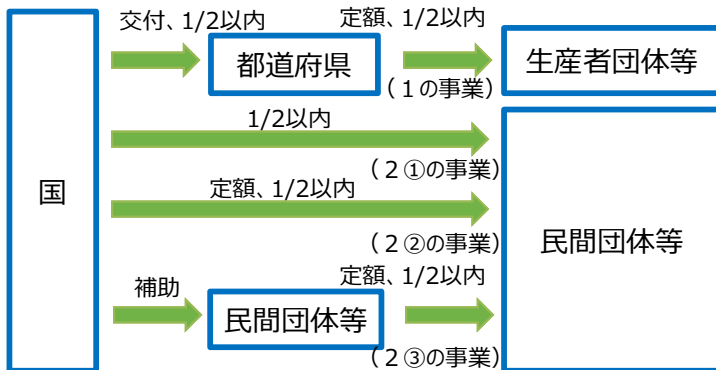 交付、1/2以内
定額、1/2以内
都道府県
生産者団体等
（１の事業）
1/2以内
（２①の事業）
国
定額、1/2以内
（２②の事業）
民間団体等
補助
定額、1/2以内
民間団体等
（２③の事業）